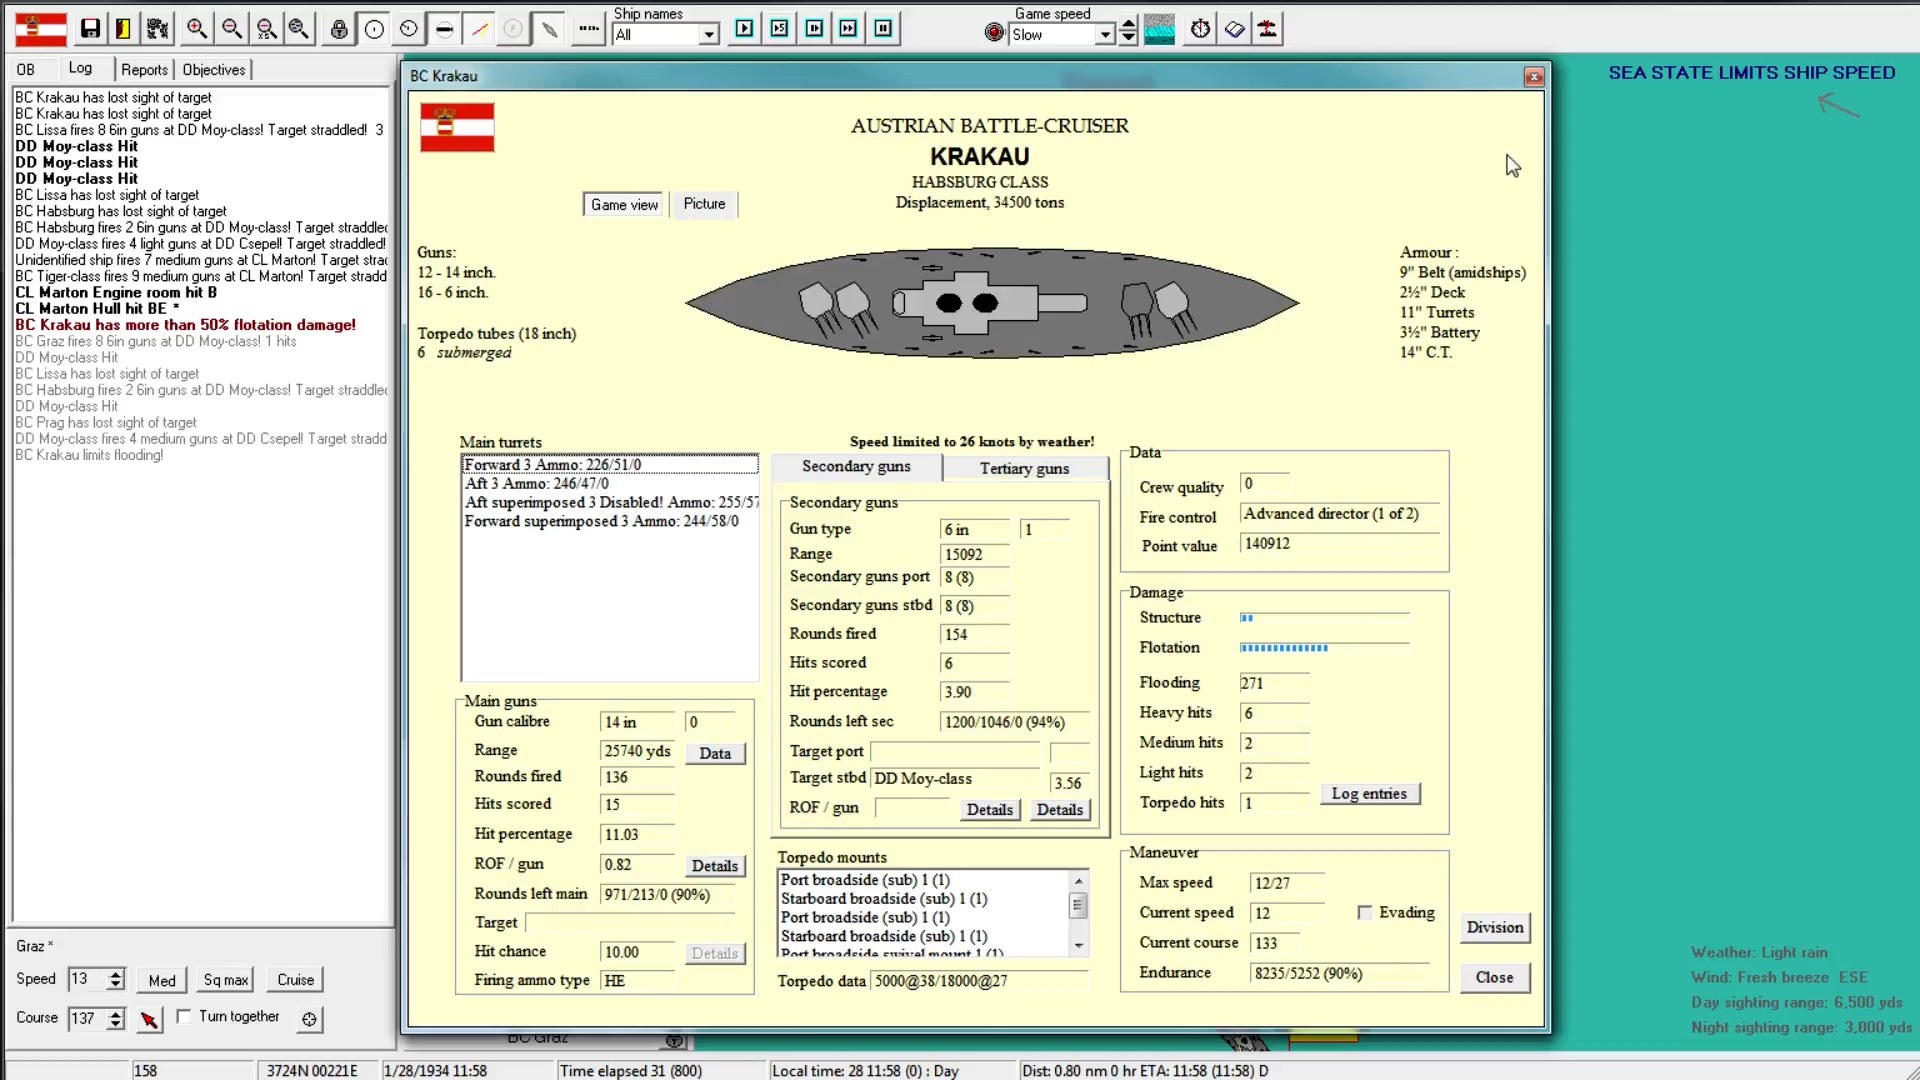 Ship names
All
Game speed
Slow
OB
Log
Reports
Objectives
BC Krakau
SEA STATE LIMITS SHIP SPEED
BC Krakau has lost sight of target
BC Krakau has lost sight of target
BC Lissa fires 8 6in guns at DD Moy-class! Target straddled! 3
DD Moy-class Hit
DD Moy-class Hit
DD Moy-class Hit
BC Lissa has lost sight of target
BC Habsburg has lost sight of target
BC Habsburg fires 2 6in guns at DD Moy-class! Target straddled
DD Moy-class fires 4 light guns at DD Csepel! Target straddled!
Unidentified ship fires 7 medium guns at CL Marton! Target stra
BC Tiger-class fires 9 medium guns at CL Marton! Target stradd
CL Marton Engine room hit B
CL Marton Hull hit BE *
BC Krakau has more than 50% flotation damage!
BC Graz fires 8 6in guns at DD Moy-class! 1 hits
DD Moy-class Hit
BC Lissa has lost sight of target
BC Habsburg fires 2 6in guns at DD Moy-class! Target straddled
DD Moy-class Hit
BC Prag has lost sight of target
DD Moy-class fires 4 medium guns at DD Csepel! Target stradd
BC Krakau limits flooding!
AUSTRIAN BATTLE-CRUISER
KRAKAU
HABSBURG CLASS
Displacement, 34500 tons
Game view
Picture
Guns:
12 - 14 inch.
16 - 6 inch.
Torpedo tubes (18 inch)
6 submerged
Armour :
9" Belt (amidships)
2½" Deck
11" Turrets
3½" Battery
14" C.T.
Main turrets
Forward 3 Ammo: 226/51/0
Aft 3 Ammo: 246/47/0
Aft superimposed 3 Disabled! Ammo: 255/57
Forward superimposed 3 Ammo: 244/58/0
Speed limited to 26 knots by weather!
Secondary guns
Tertiary guns
Secondary guns
Gun type 6 in 1
Range 15092
Secondary guns port 8 (8)
Secondary guns stbd 8 (8)
Rounds fired 154
Hits scored 6
Hit percentage 3.90
Rounds left sec 1200/1046/0 (94%)
Target port
Target stbd DD Moy-class 3.56
ROF / gun Details Details
Data
Crew quality 0
Fire control Advanced director (1 of 2)
Point value 140912
Damage
Structure
Flotation
Flooding 271
Heavy hits 6
Medium hits 2
Light hits 2
Torpedo hits 1
Log entries
Main guns
Gun calibre 14 in 0
Range 25740 yds Data
Rounds fired 136
Hits scored 15
Hit percentage 11.03
ROF / gun 0.82 Details
Rounds left main 971/213/0 (90%)
Target
Hit chance 10.00 Details
Firing ammo type HE
Torpedo mounts
Port broadside (sub) 1 (1)
Starboard broadside (sub) 1 (1)
Port broadside (sub) 1 (1)
Starboard broadside (sub) 1 (1)
Port broadside swivel mount 1 (1)
Torpedo data 5000@38/18000@27
Maneuver
Max speed 12/27
Current speed 12 Evading
Current course 133
Endurance 8235/5252 (90%)
Division
Close
Graz *
Speed 13 Med Sq max Cruise
Course 137 Turn together
BC Graz
Weather: Light rain
Wind: Fresh breeze ESE
Day sighting range: 6,500 yds
Night sighting range: 3,000 yds
158
3724N 00221E
1/28/1934 11:58
Time elapsed 31 (800)
Local time: 28 11:58 (0) : Day
Dist: 0.80 nm 0 hr ETA: 11:58 (11:58) D